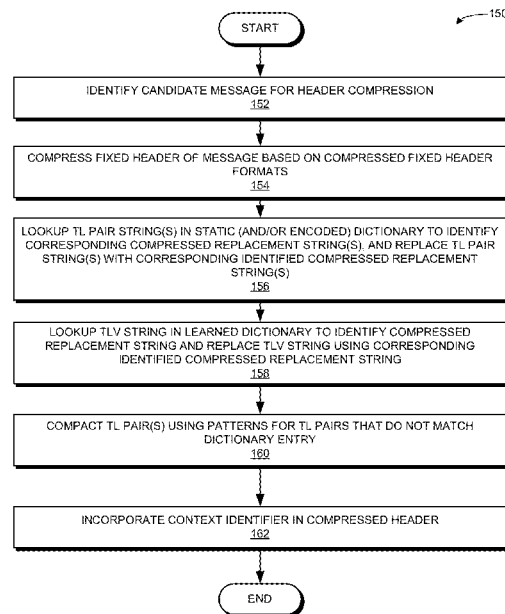 150
START
IDENTIFY CANDIDATE MESSAGE FOR HEADER COMPRESSION
152
COMPRESS FIXED HEADER OF MESSAGE BASED ON COMPRESSED FIXED HEADER
FORMATS
154
LOOKUP TL PAIR STRING(S) IN STATIC (AND/OR ENCODED) DICTIONARY TO IDENTIFY
CORRESPONDING COMPRESSED REPLACEMENT STRING(S), AND REPLACE TL PAIR
STRING(S) WITH CORRESPONDING IDENTIFIED COMPRESSED REPLACEMENT
STRING(S)
156
LOOKUP TLV STRING IN LEARNED DICTIONARY TO IDENTIFY COMPRESSED
REPLACEMENT STRING AND REPLACE TLV STRING USING CORRESPONDING
IDENTIFIED COMPRESSED REPLACEMENT STRING
158
COMPACT TL PAIR(S) USING PATTERNS FOR TL PAIRS THAT DO NOT MATCH
DICTIONARY ENTRY
160
INCORPORATE CONTEXT IDENTIFIER IN COMPRESSED HEADER
162
END